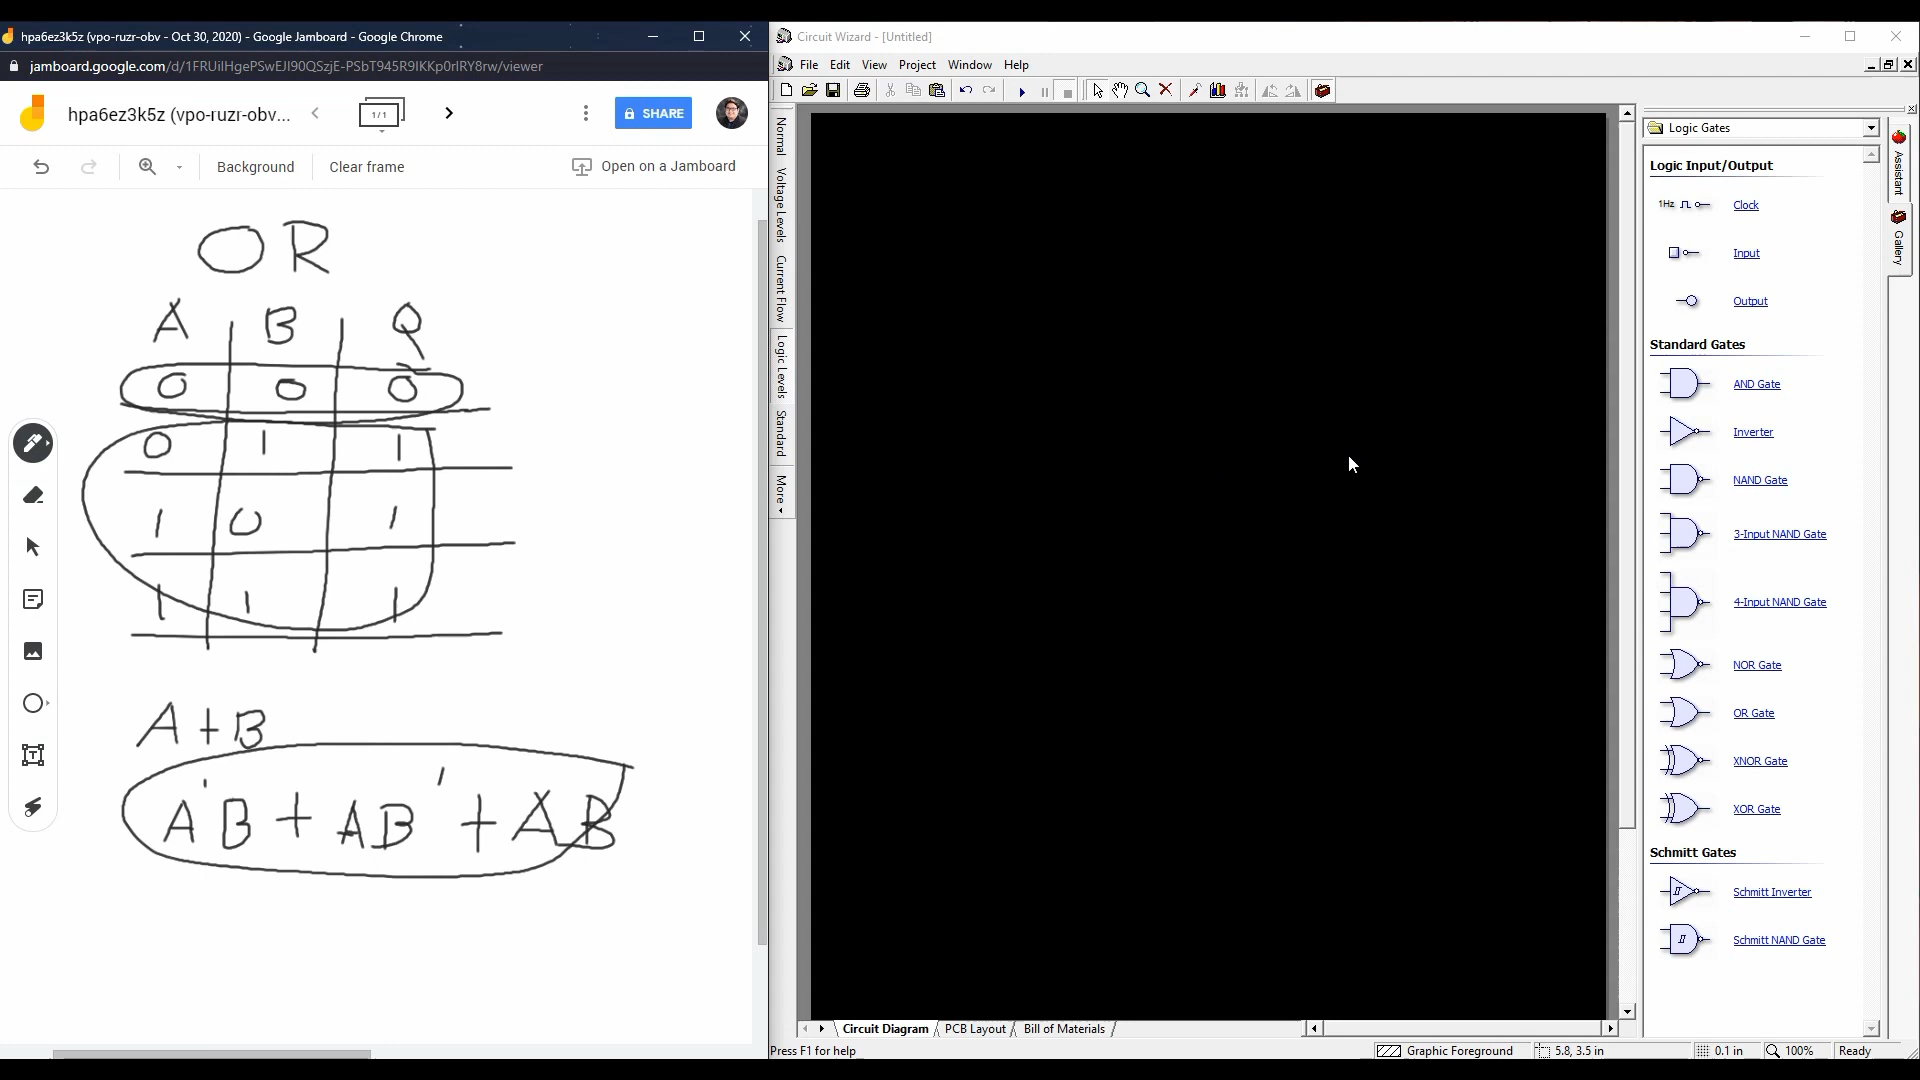 hpa6ez3k5z (vpo-ruzr-obv - Oct 30, 2020) - Google Jamboard - Google Chrome
hpa6ez3k5z (vpo-ruzr-obv...
1/1
SHARE
Background
Clear frame
Open on a Jamboard
OR
A B Q
0 0 0
0 1 1
1 0 1
1 1 1
A+B
A'B + AB' + AB
Circuit Wizard - [Untitled]
File Edit View Project Window Help
Normal
Voltage Levels
Current Flow
Logic Levels
Standard
More
Logic Gates
Logic Input/Output
1Hz
Clock
Input
Output
Standard Gates
AND Gate
Inverter
NAND Gate
3-Input NAND Gate
4-Input NAND Gate
NOR Gate
OR Gate
XNOR Gate
XOR Gate
Schmitt Gates
Schmitt Inverter
Schmitt NAND Gate
Assistant
Gallery
Circuit Diagram
PCB Layout
Bill of Materials
Press F1 for help
Graphic Foreground
5.8, 3.5 in
0.1 in
100%
Ready